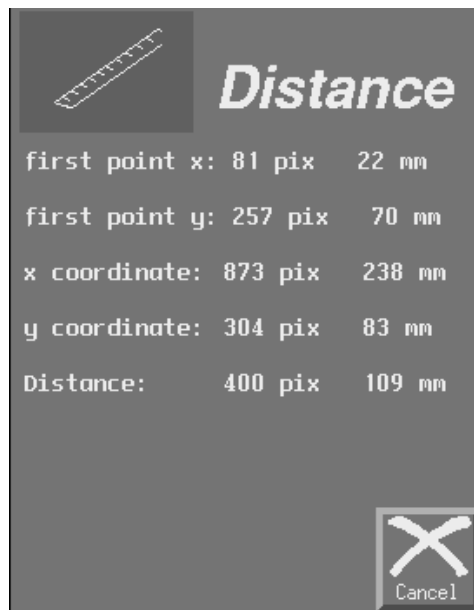 Distance
first point x: 81 pix 22 mm
first point y: 257 pix 70 mm
x coordinate: 873 pix 238 mm
y coordinate: 304 pix 83 mm
Distance: 400 pix 109 mm
Cancel